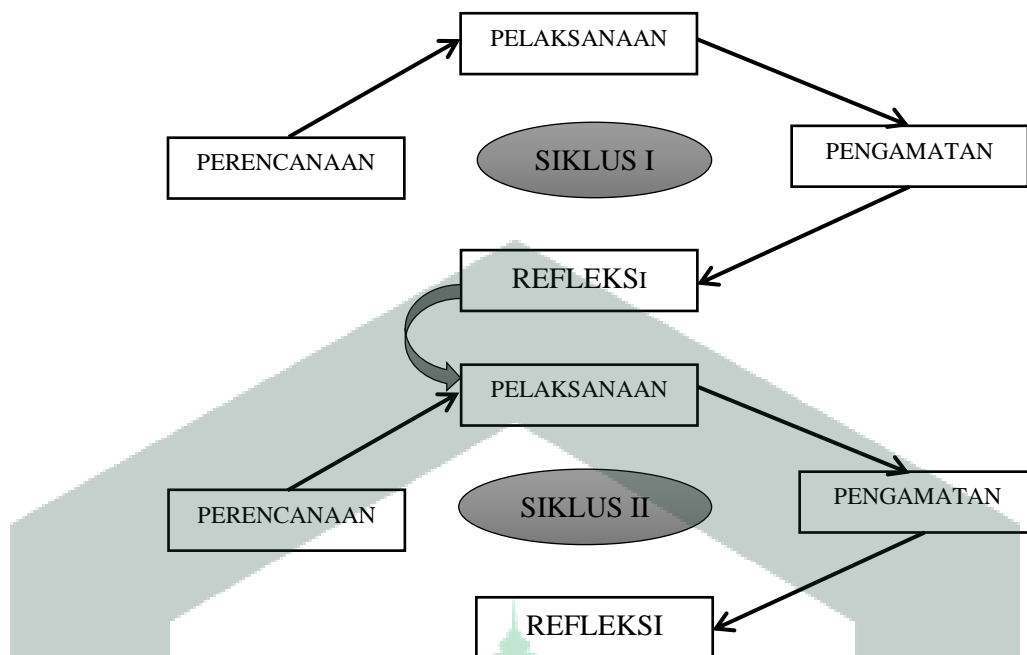 PELAKSANAAN
PERENCANAAN
SIKLUS I
PENGAMATAN
REFLEKSI
PELAKSANAAN
PERENCANAAN
SIKLUS II
PENGAMATAN
REFLEKSI